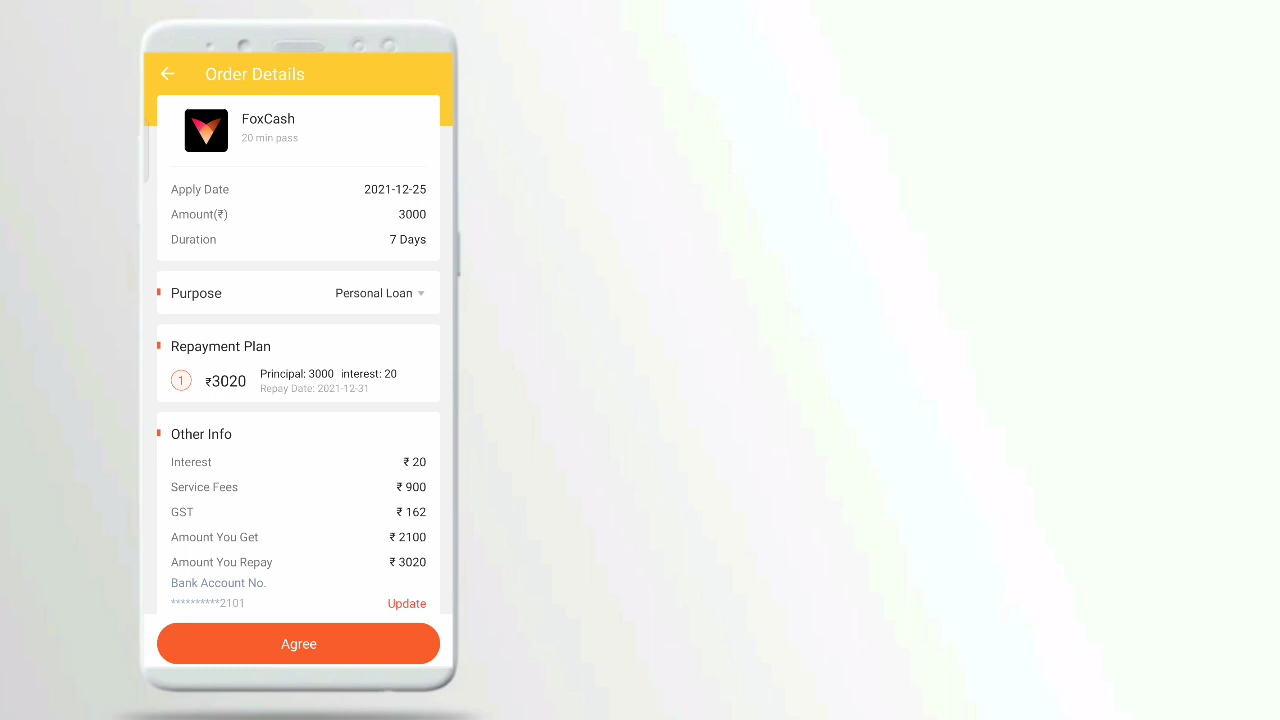 Order Details
FoxCash
20 min pass
Apply Date 2021-12-25
Amount(₹) 3000
Duration 7 Days
Purpose Personal Loan
Repayment Plan
1 ₹3020 Principal: 3000 interest: 20
Repay Date: 2021-12-31
Other Info
Interest ₹ 20
Service Fees ₹ 900
GST ₹ 162
Amount You Get ₹ 2100
Amount You Repay ₹ 3020
Bank Account No.
**********2101 Update
Agree